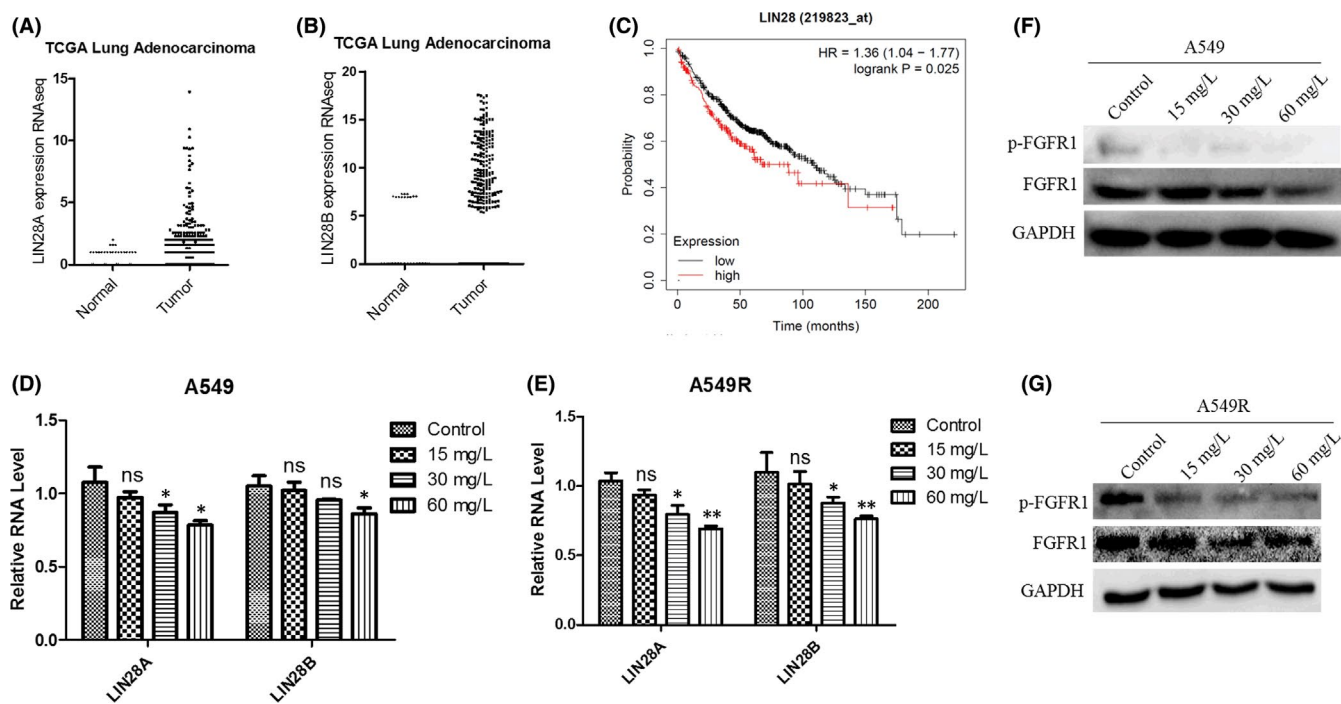 (A)
TCGA Lung Adenocarcinoma
LIN28A expression RNAseq
15
10
5
0
Normal
Tumor
(B)
TCGA Lung Adenocarcinoma
LIN28B expression RNAseq
20
15
10
5
0
Normal
Tumor
(C)
LIN28 (219823_at)
HR = 1.36 (1.04 − 1.77)
logrank P = 0.025
Probability
1.0
0.8
0.6
0.4
0.2
0.0
Expression
low
high
0
50
100
150
200
Time (months)
(D)
A549
Relative RNA Level
1.5
1.0
0.5
0.0
ns
*
*
ns
ns
*
Control
15 mg/L
30 mg/L
60 mg/L
LIN28A
LIN28B
(E)
A549R
Relative RNA Level
1.5
1.0
0.5
0.0
ns
*
**
ns
*
**
Control
15 mg/L
30 mg/L
60 mg/L
LIN28A
LIN28B
(F)
A549
Control
15 mg/L
30 mg/L
60 mg/L
p-FGFR1
FGFR1
GAPDH
(G)
A549R
Control
15 mg/L
30 mg/L
60 mg/L
p-FGFR1
FGFR1
GAPDH